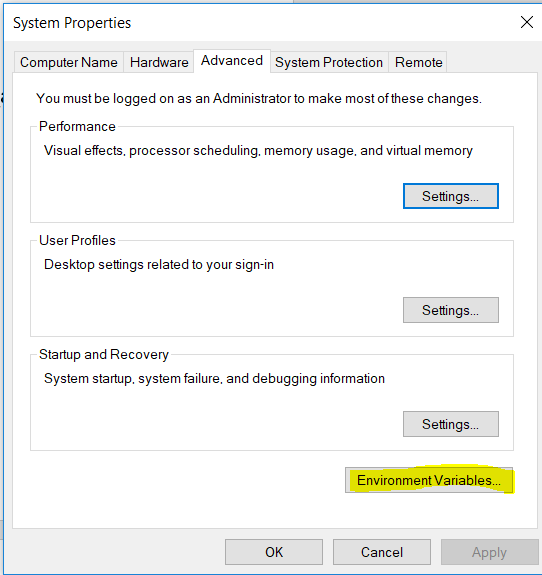 System Properties
Computer Name Hardware Advanced System Protection Remote
You must be logged on as an Administrator to make most of these changes.
Performance
Visual effects, processor scheduling, memory usage, and virtual memory
Settings...
User Profiles
Desktop settings related to your sign-in
Settings...
Startup and Recovery
System startup, system failure, and debugging information
Settings...
Environment Variables...
OK Cancel Apply